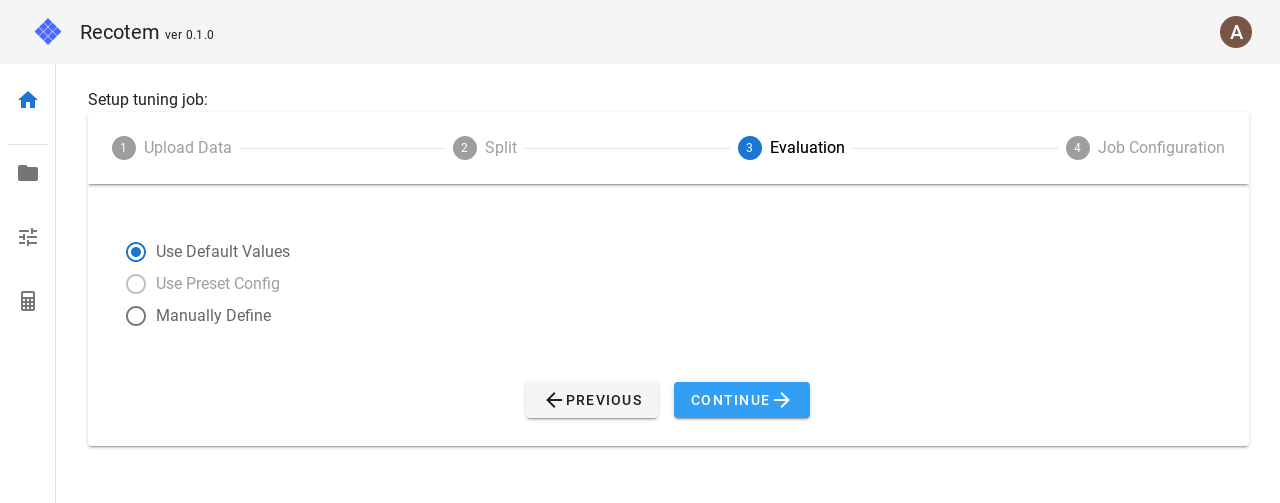 Recotem ver 0.1.0
A
Setup tuning job:
1 Upload Data
2 Split
3 Evaluation
4 Job Configuration
Use Default Values
Use Preset Config
Manually Define
PREVIOUS
CONTINUE